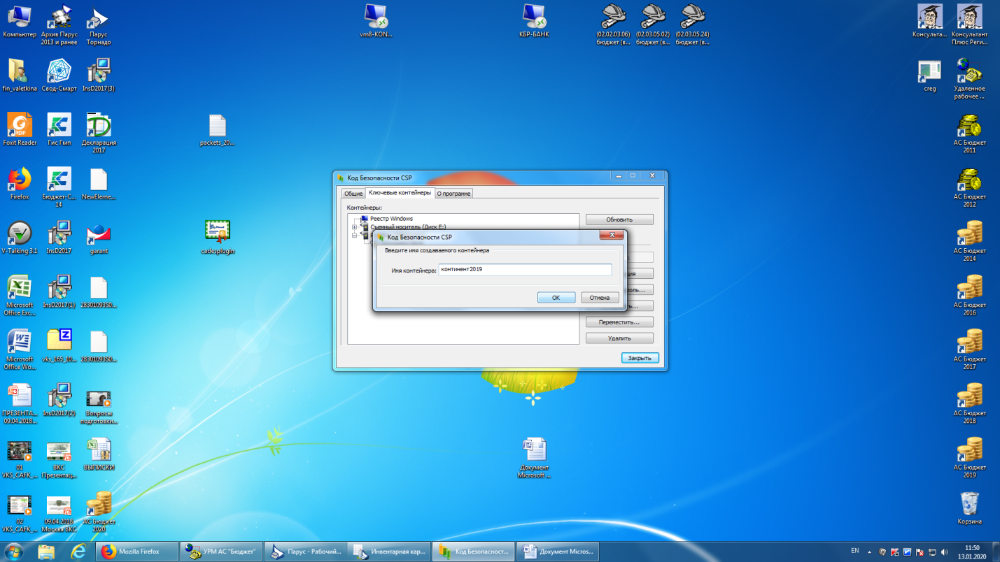 Компьютер
Архив Парус
2013 и ранее
Парус
Торнадо
vm8-KON...
КБР-БАНК
(02.02.03.06)
бюджет (в...
(02.03.05.02)
бюджет (в...
(02.03.05.24)
бюджет (в...
Консульта...
Консультант
Плюс Реги...
fin_valetkina
Свод-Смарт
InsD2017(3)
creg
Удаленное
рабочее ...
Foxit Reader
Гис Гмп
Декларация
2017
packets_20...
АС Бюджет
2011
Firefox
Бюджет-С...
14
NewEleme...
АС Бюджет
2012
V-Talking 3.1
InsD2017
garant
cadesplugin
АС Бюджет
2014
Microsoft
Office Exc...
InsD2017(1)
28301093S0...
АС Бюджет
2016
Microsoft
Office Wo...
vks_165_10...
28301093S0...
АС Бюджет
2017
ПРЕЗЕНТА...
09.04.2018...
InsD2017(2)
Вопросы
подготовки...
АС Бюджет
2018
01
VKS_CAFK_...
ВКС
Презентац...
ВЫПИСКИ
Документ
Microsoft ...
АС Бюджет
2019
02
VKS_CAFK_...
09.04.2018
Москва ВКС
АС Бюджет
2020
Корзина
Код Безопасности CSP
Общие
Ключевые контейнеры
О программе
Контейнеры:
Реестр Windows
Съемный носитель (Диск E:)
Обновить
Переместить...
Удалить
Закрыть
Код Безопасности CSP
Введите имя создаваемого контейнера
Имя контейнера:
континент2019
OK
Отмена
Mozilla Firefox
УРМ АС "Бюджет"
Парус - Рабочий...
Инвентарная кар...
Код Безопасност...
Документ Micros...
EN
11:50
13.01.2020